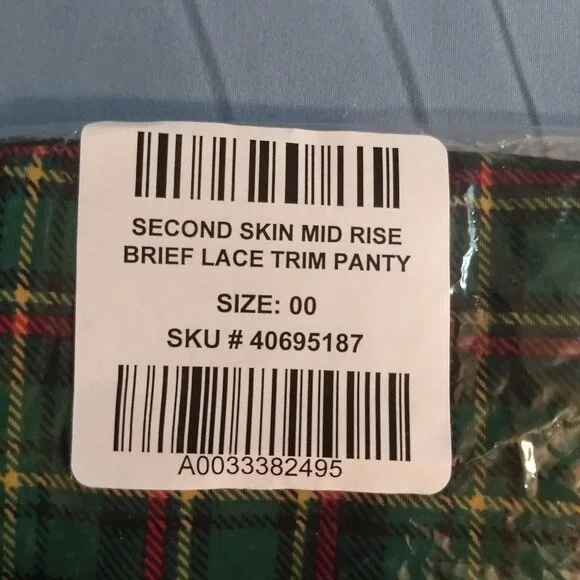 SECOND SKIN MID RISE
BRIEF LACE TRIM PANTY
SIZE: 00
SKU # 40695187
A0033382495